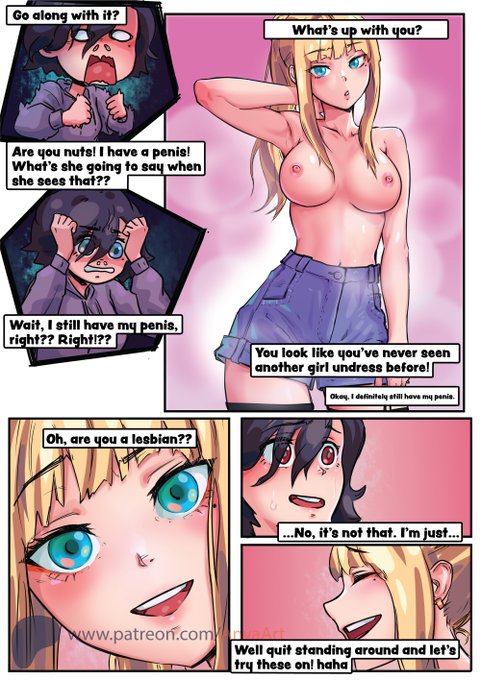 Go along with it?
Are you nuts! I have a penis!
What's she going to say when
she sees that??
What's up with you?
Wait, I still have my penis,
right?? Right!??
You look like you've never seen
another girl undress before!
Okay, I definitely still have my penis.
Oh, are you a lesbian??
...No, it's not that. I'm just...
Well quit standing around and let's
try these on! haha